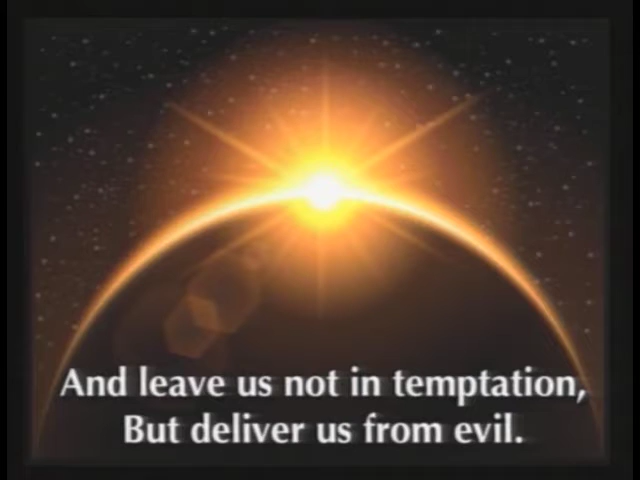 And leave us not in temptation,
But deliver us from evil.